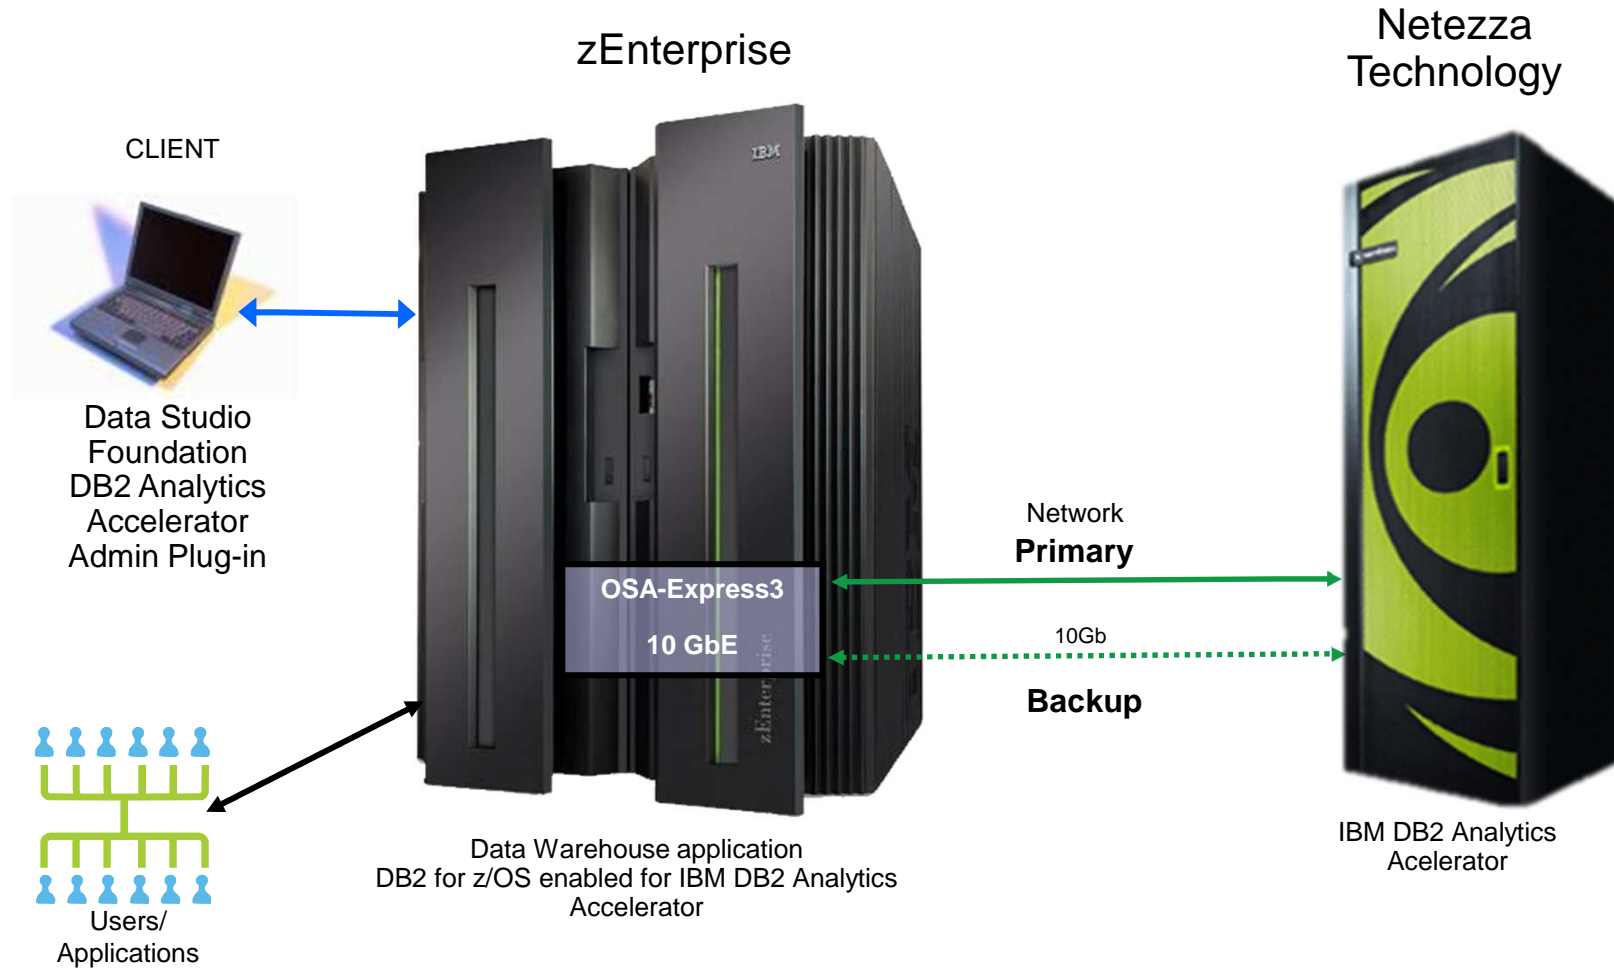 zEnterprise
Netezza
Technology
CLIENT
IBM
Data Studio
Foundation
DB2 Analytics
Accelerator
Admin Plug-in
Network
Primary
OSA-Express3
10 GbE
10Gb
Backup
zEnterprise
Data Warehouse application
DB2 for z/OS enabled for IBM DB2 Analytics
Accelerator
IBM DB2 Analytics
Acelerator
Users/
Applications